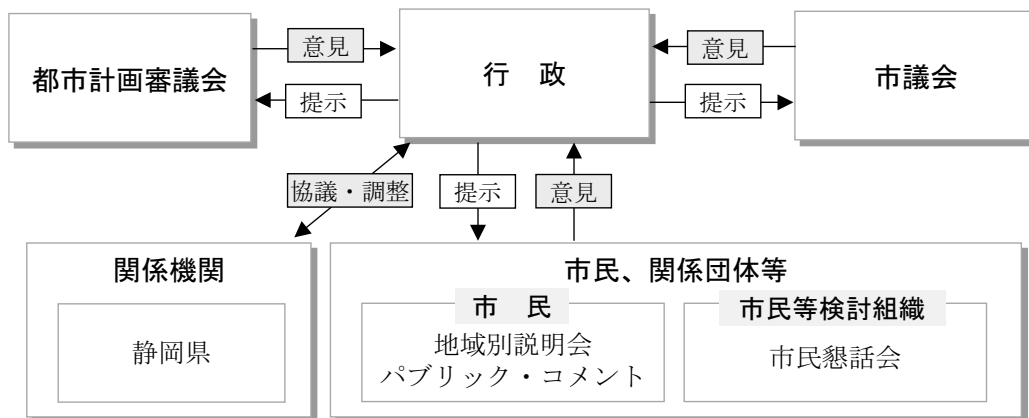 都市計画審議会
意見
提示
行 政
意見
提示
市議会
協議・調整
提示
意見
関係機関
静岡県
市民、関係団体等
市 民
地域別説明会
パブリック・コメント
市民等検討組織
市民懇話会